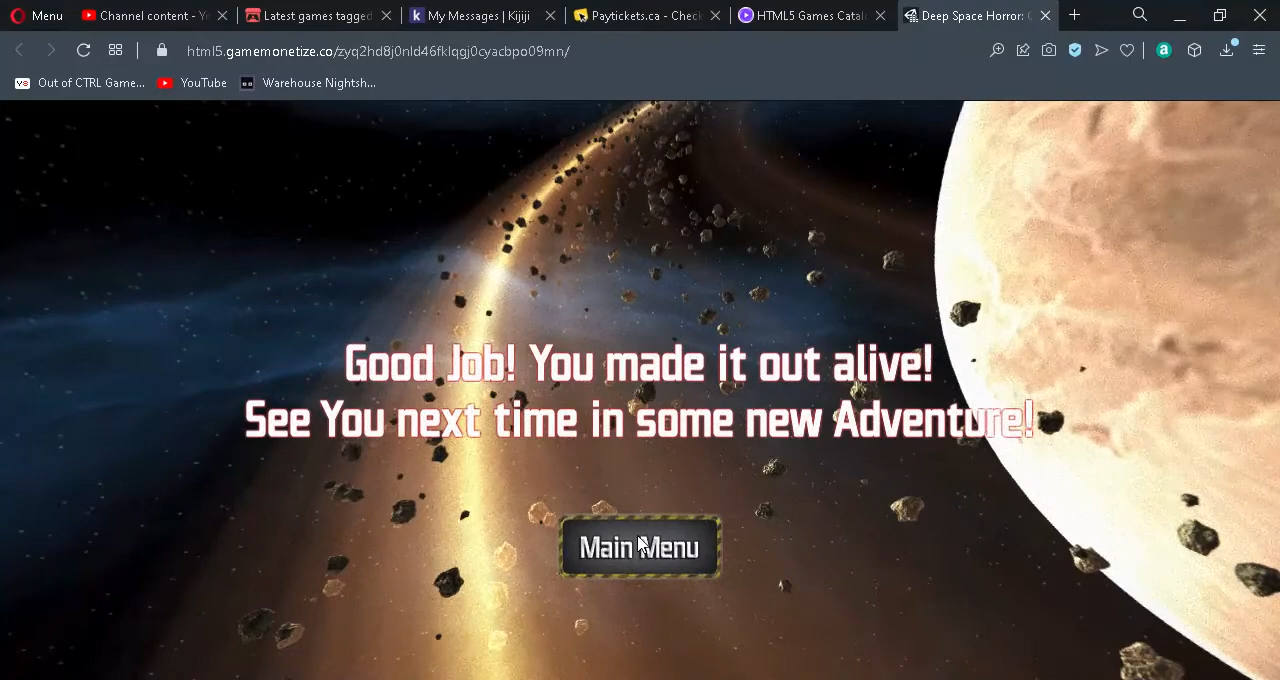 Menu
Channel content - Y
Latest games tagged
My Messages | Kijiji
Paytickets.ca - Check
HTML5 Games Catal
Deep Space Horror: O
html5.gamemonetize.co/zyq2hd8j0nld46fklqgj0cyacbpo09mn/
Out of CTRL Game...
YouTube
Warehouse Nightsh...
Good Job! You made it out alive!
See You next time in some new Adventure!
Main Menu